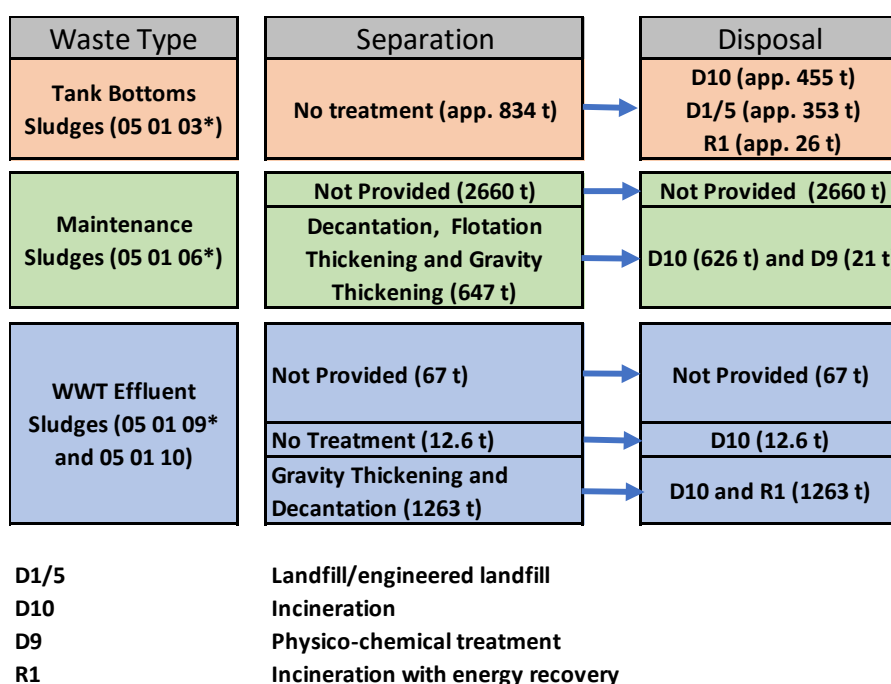 Waste Type
Separation
Disposal
Tank Bottoms
Sludges (05 01 03*)
No treatment (app. 834 t)
D10 (app. 455 t)
D1/5 (app. 353 t)
R1 (app. 26 t)
Maintenance
Sludges (05 01 06*)
Not Provided (2660 t)
Not Provided (2660 t)
Decantation, Flotation
Thickening and Gravity
Thickening (647 t)
D10 (626 t) and D9 (21 t
WWT Effluent
Sludges (05 01 09*
and 05 01 10)
Not Provided (67 t)
Not Provided (67 t)
No Treatment (12.6 t)
D10 (12.6 t)
Gravity Thickening and
Decantation (1263 t)
D10 and R1 (1263 t)
D1/5 Landfill/engineered landfill
D10 Incineration
D9 Physico-chemical treatment
R1 Incineration with energy recovery